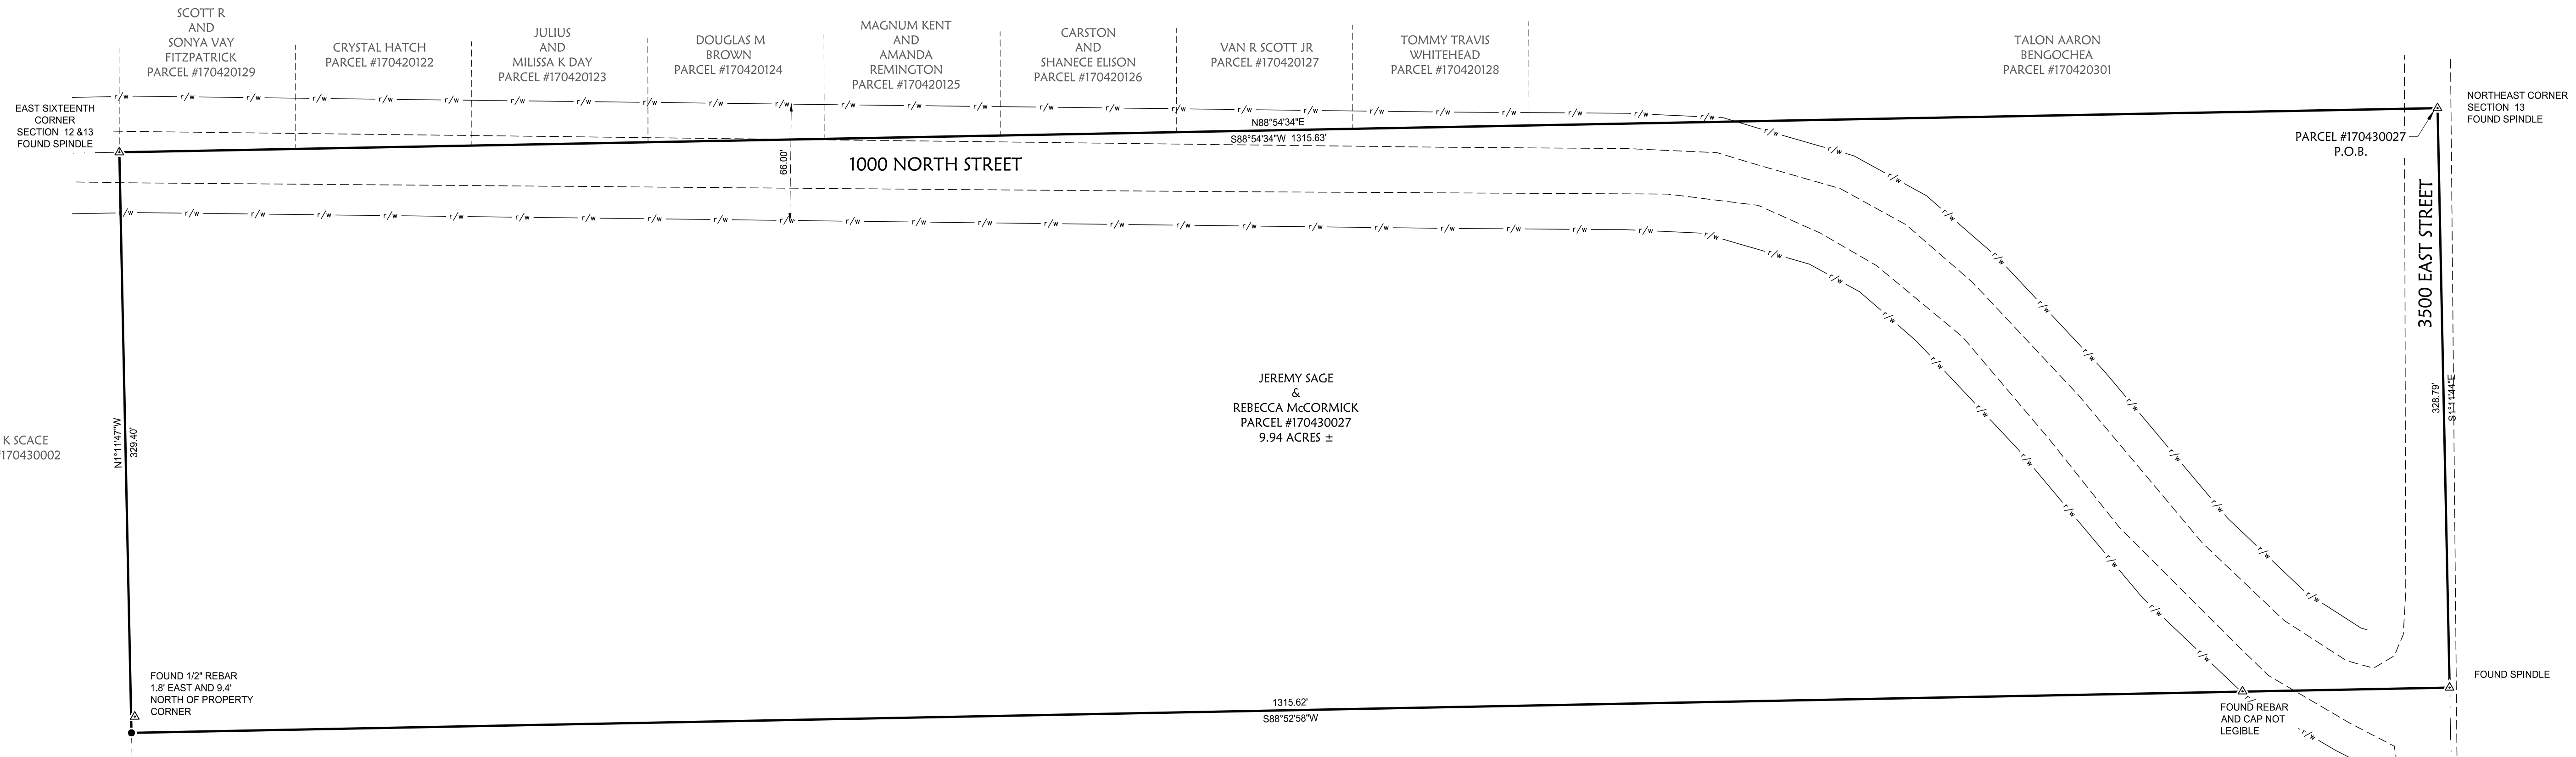 SCOTT R
AND
SONYA VAY
FITZPATRICK
PARCEL #170420129
CRYSTAL HATCH
PARCEL #170420122
JULIUS
AND
MILISSA K DAY
PARCEL #170420123
DOUGLAS M
BROWN
PARCEL #170420124
MAGNUM KENT
AND
AMANDA
REMINGTON
PARCEL #170420125
CARSTON
AND
SHANECE ELISON
PARCEL #170420126
VAN R SCOTT JR
PARCEL #170420127
TOMMY TRAVIS
WHITEHEAD
PARCEL #170420128
TALON AARON
BENGOCHEA
PARCEL #170420301
EAST SIXTEENTH
CORNER
SECTION 12 &13
FOUND SPINDLE
NORTHEAST CORNER
SECTION 13
FOUND SPINDLE
PARCEL #170430027
P.O.B.
N88°54'34"E
S88°54'34"W 1315.63'
66.00'
1000 NORTH STREET
3500 EAST STREET
r/w
JEREMY SAGE
&
REBECCA McCORMICK
PARCEL #170430027
9.94 ACRES ±
328.79'
S1°11'44"E
N1°11'47"W
329.40'
K SCACE
#170430002
FOUND 1/2" REBAR
1.8' EAST AND 9.4'
NORTH OF PROPERTY
CORNER
1315.62'
S88°52'58"W
FOUND SPINDLE
FOUND REBAR
AND CAP NOT
LEGIBLE